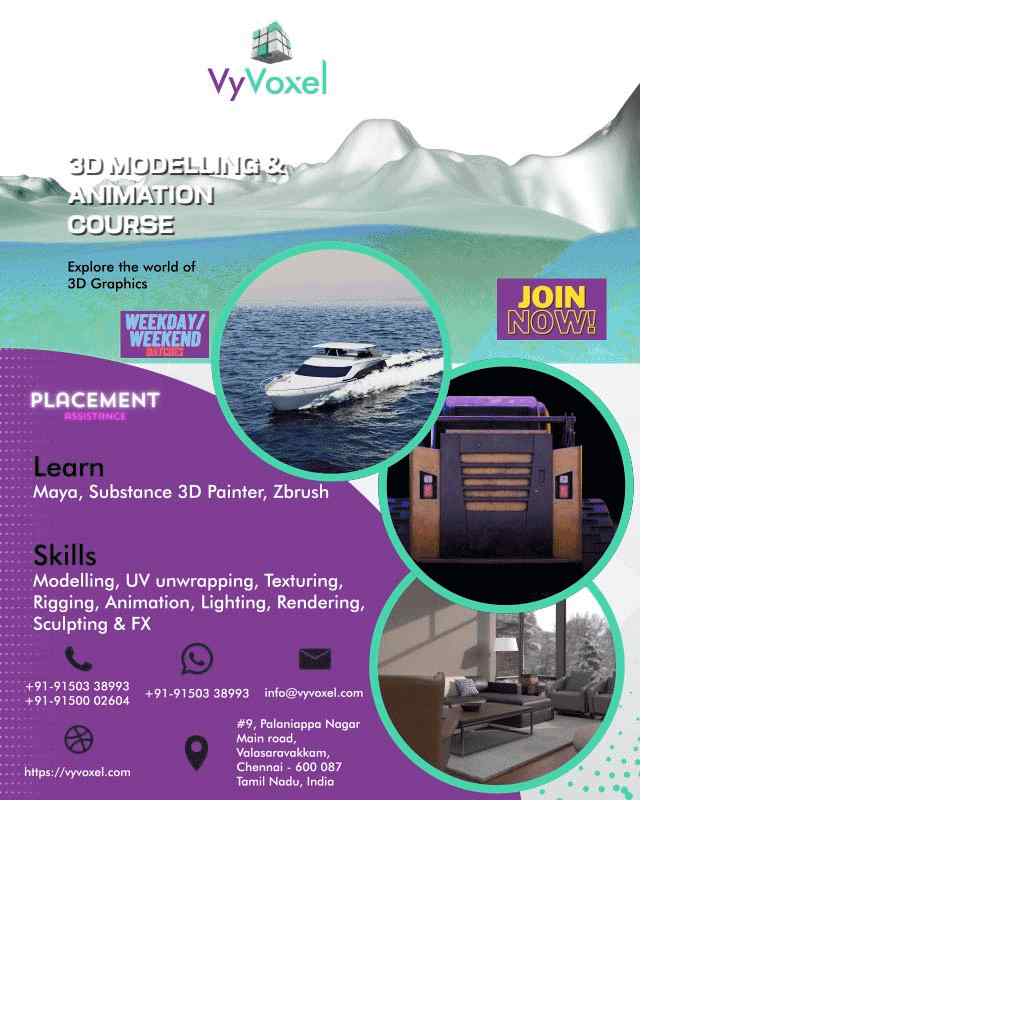 VyVoxel
3D MODELLING &
ANIMATION
COURSE
Explore the world of
3D Graphics
JOIN
NOW!
WEEKDAY/
WEEKEND
BATCHES
PLACEMENT
ASSISTANCE
Learn
Maya, Substance 3D Painter, Zbrush
Skills
Modelling, UV unwrapping, Texturing,
Rigging, Animation, Lighting, Rendering,
Sculpting & FX
+91-91503 38993
+91-91500 02604
+91-91503 38993
info@vyvoxel.com
https://vyvoxel.com
#9, Palaniappa Nagar
Main road,
Valasaravakkam,
Chennai - 600 087
Tamil Nadu, India